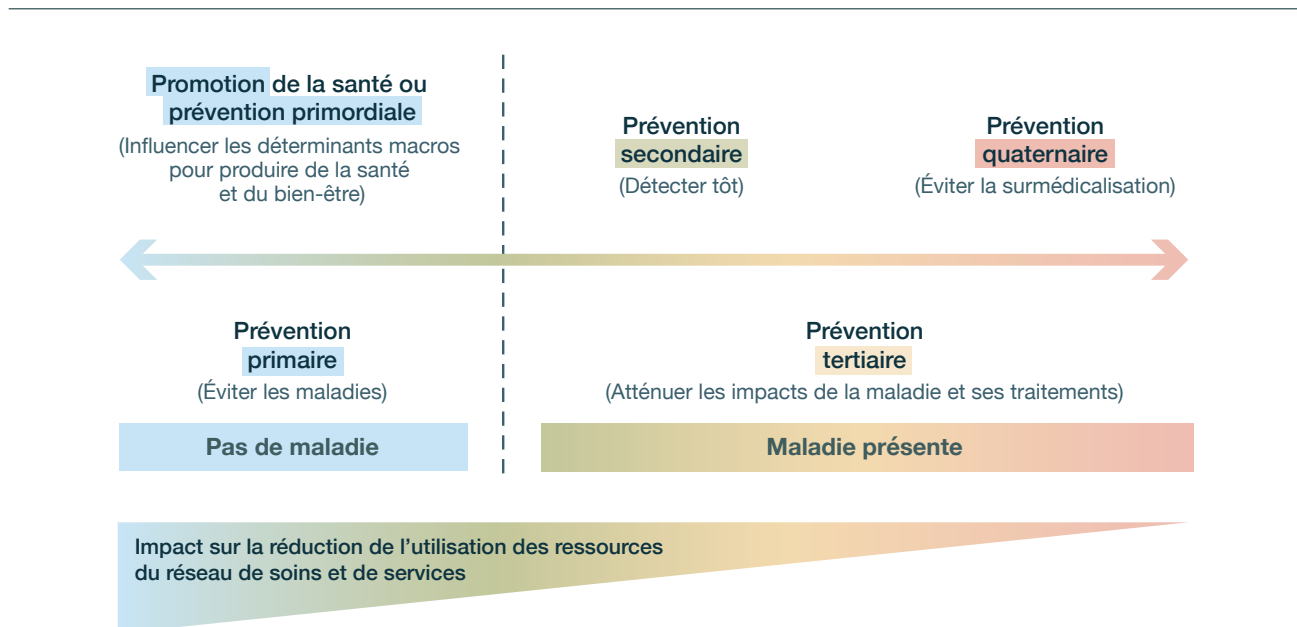 Promotion de la santé ou
prévention primordiale
(Influencer les déterminants macros
pour produire de la santé
et du bien-être)
Prévention
secondaire
(Détecter tôt)
Prévention
quaternaire
(Éviter la surmédicalisation)
Prévention
primaire
(Éviter les maladies)
Prévention
tertiaire
(Atténuer les impacts de la maladie et ses traitements)
Pas de maladie
Maladie présente
Impact sur la réduction de l’utilisation des ressources
du réseau de soins et de services